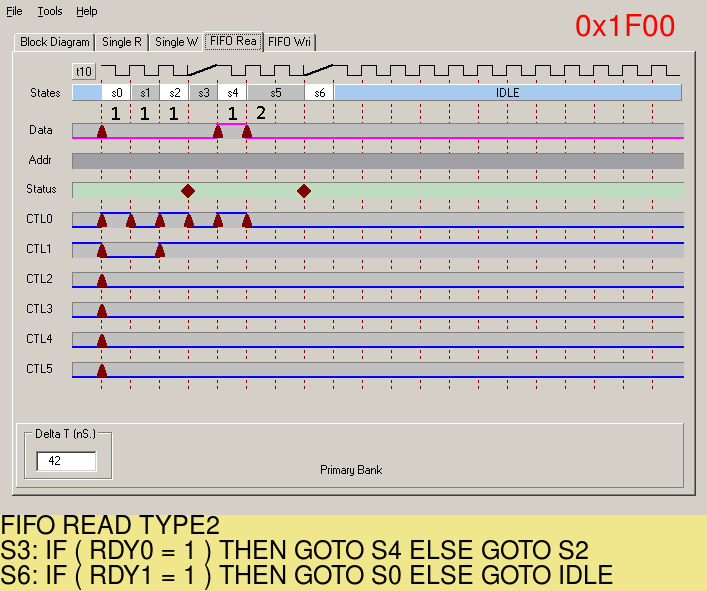 File Tools Help
0x1F00
Block Diagram Single R Single W FIFO Rea FIFO Wri
t10
States s0 s1 s2 s3 s4 s5 s6 IDLE
1 1 1 1 2
Data
Addr
Status
CTL0
CTL1
CTL2
CTL3
CTL4
CTL5
Delta T (nS.)
42
Primary Bank
FIFO READ TYPE2
S3: IF ( RDY0 = 1 ) THEN GOTO S4 ELSE GOTO S2
S6: IF ( RDY1 = 1 ) THEN GOTO S0 ELSE GOTO IDLE